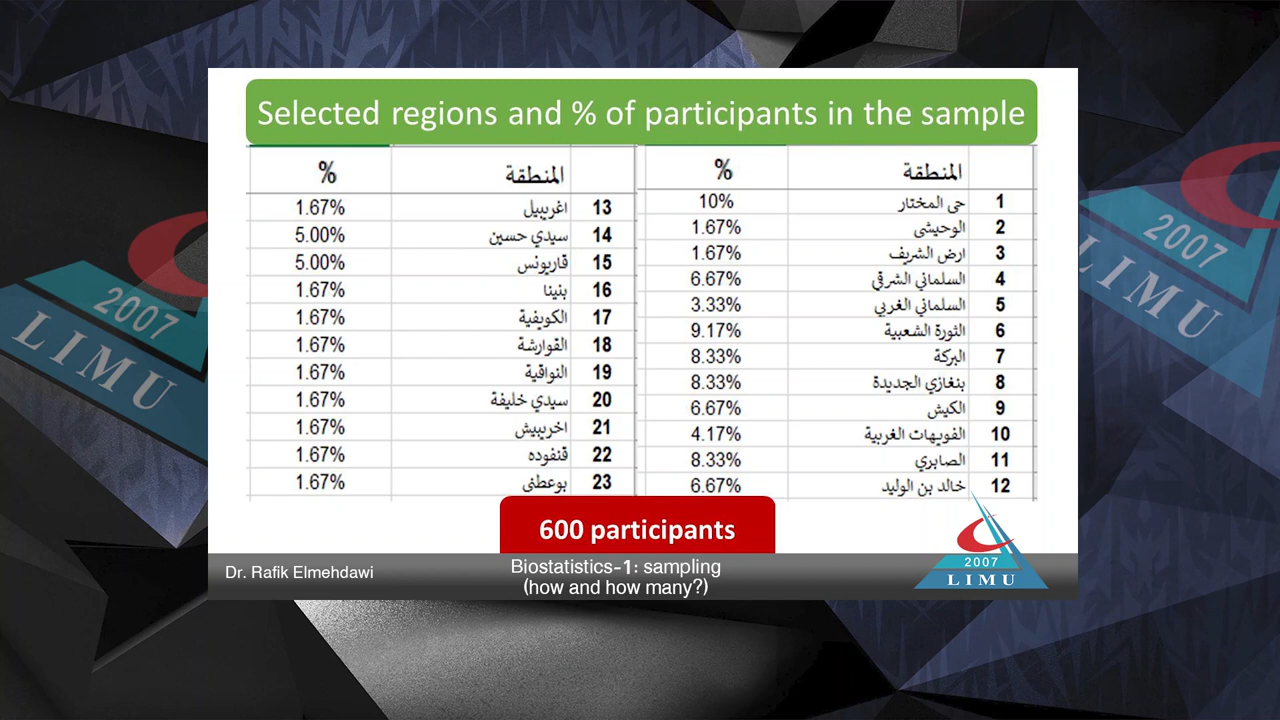 Selected regions and % of participants in the sample
المنطقة %
1 حى المختار 10%
2 الوحيشى 1.67%
3 ارض الشريف 1.67%
4 السلماني الشرقي 6.67%
5 السلماني الغربي 3.33%
6 الثورة الشعبية 9.17%
7 البركة 8.33%
8 بنغازي الجديدة 8.33%
9 الكيش 6.67%
10 الفويهات الغربية 4.17%
11 الصابري 8.33%
12 خالد بن الوليد 6.67%
المنطقة %
13 اغريبيل 1.67%
14 سيدي حسين 5.00%
15 قاريونس 5.00%
16 بنينا 1.67%
17 الكويفية 1.67%
18 القوارشة 1.67%
19 النواقية 1.67%
20 سيدي خليفة 1.67%
21 اخريبيش 1.67%
22 قنفوده 1.67%
23 بوعطنى 1.67%
600 participants
Dr. Rafik Elmehdawi
Biostatistics-1: sampling
(how and how many?)
2007
LIMU
2007
LIMU
2007
LIMU